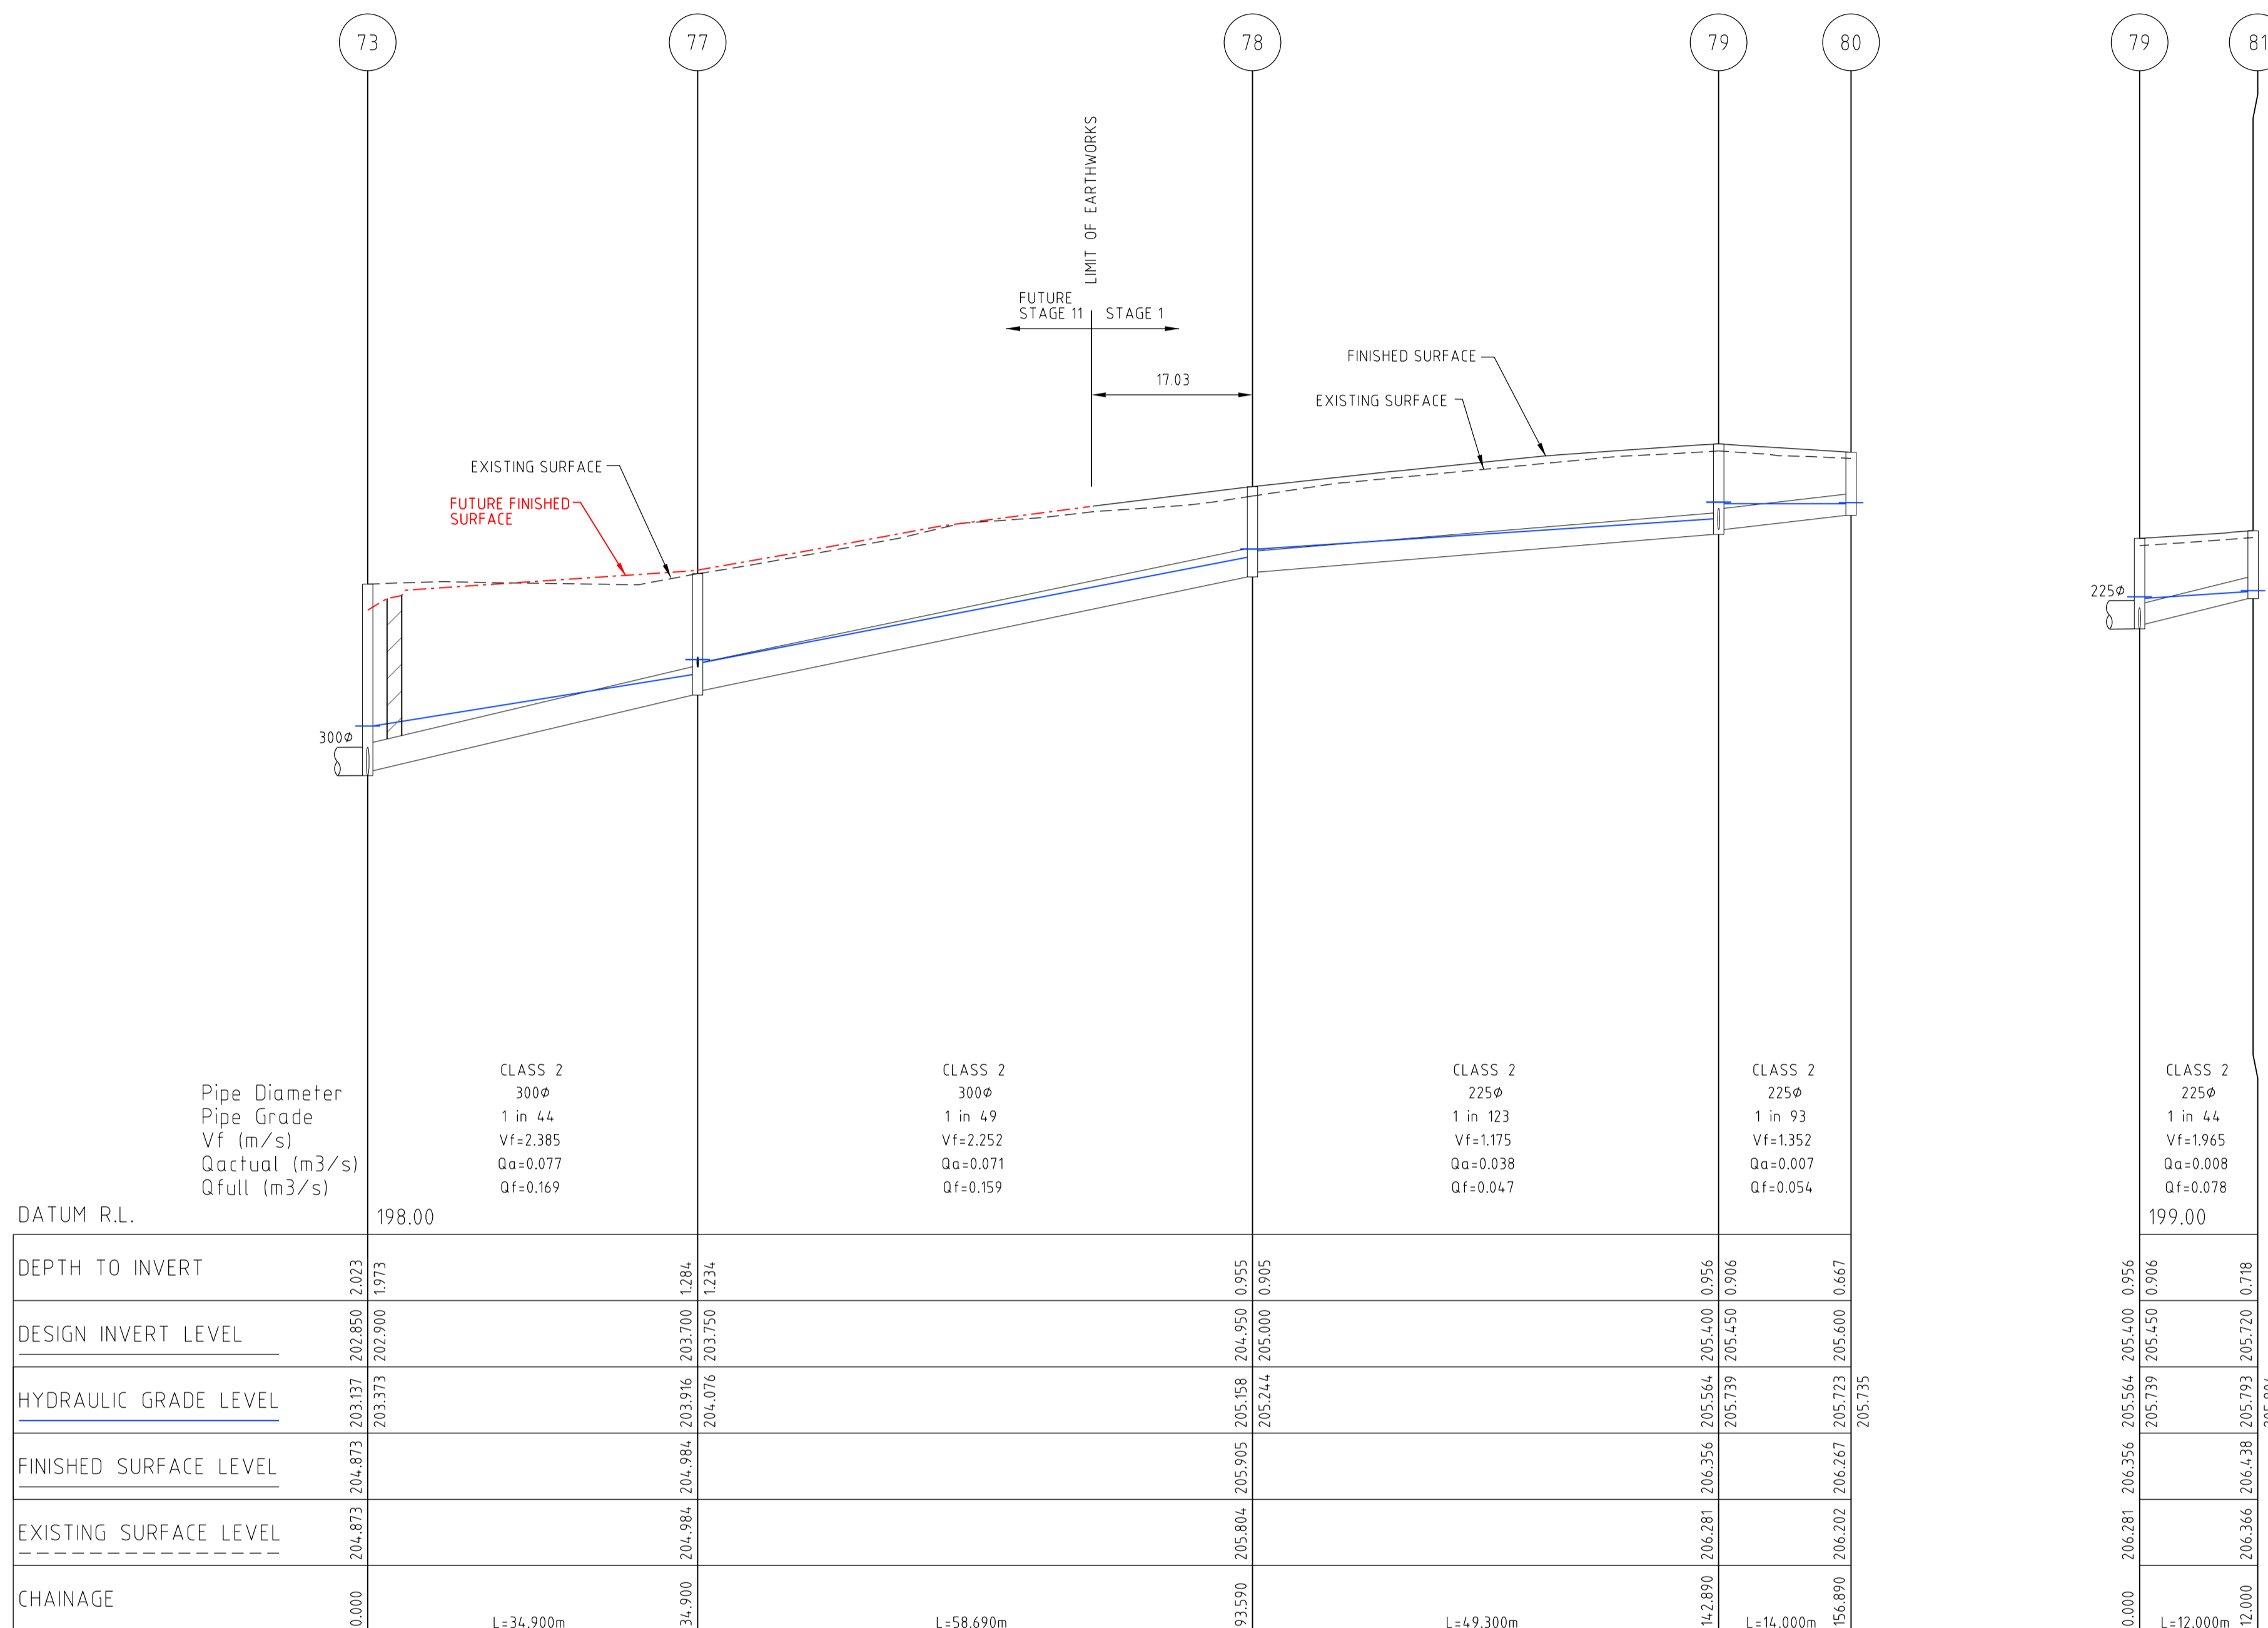 73 77 78 79 80 79 81
LIMIT OF EARTHWORKS
FUTURE
STAGE 11 STAGE 1
17.03
FINISHED SURFACE
EXISTING SURFACE
EXISTING SURFACE
FUTURE FINISHED
SURFACE
225Ø
300Ø
CLASS 2 CLASS 2 CLASS 2 CLASS 2 CLASS 2
Pipe Diameter 300Ø 300Ø 225Ø 225Ø 225Ø
Pipe Grade 1 in 44 1 in 49 1 in 123 1 in 93 1 in 44
Vf (m/s) Vf=2.385 Vf=2.252 Vf=1.175 Vf=1.352 Vf=1.965
Qactual (m3/s) Qa=0.077 Qa=0.071 Qa=0.038 Qa=0.007 Qa=0.008
Qfull (m3/s) Qf=0.169 Qf=0.159 Qf=0.047 Qf=0.054 Qf=0.078
DATUM R.L. 198.00 199.00
DEPTH TO INVERT 2.023 1.973 1.284 1.234 0.955 0.905 0.956 0.906 0.667 0.956 0.906 0.718
DESIGN INVERT LEVEL 202.850 202.900 203.700 203.750 204.950 205.000 205.400 205.450 205.600 205.400 205.450 205.720
HYDRAULIC GRADE LEVEL 203.137 203.373 203.916 204.076 205.158 205.244 205.564 205.739 205.723 205.735 205.564 205.739 205.793
FINISHED SURFACE LEVEL 204.873 204.984 205.905 206.356 206.267 206.356 206.438
EXISTING SURFACE LEVEL 204.873 204.984 205.804 206.281 206.202 206.281 206.366
CHAINAGE 0.000 L=34.900m 34.900 L=58.690m 93.590 L=49.300m 142.890 L=14.000m 156.890 0.000 L=12.000m 12.000